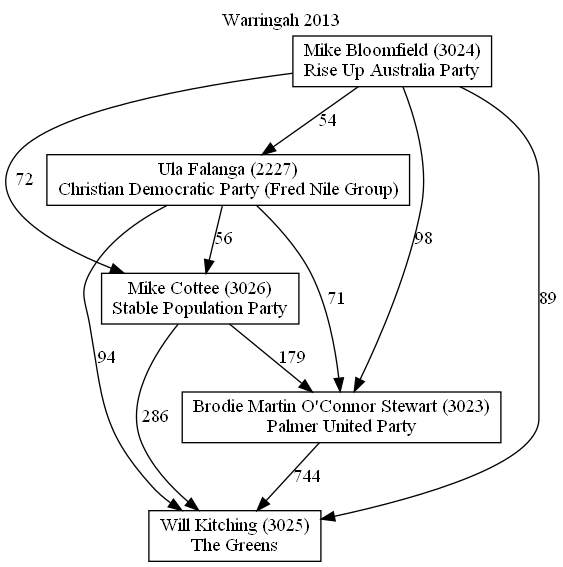 Warringah 2013
Mike Bloomfield (3024)
Rise Up Australia Party
54
Ula Falanga (2227)
Christian Democratic Party (Fred Nile Group)
72
56
98
Mike Cottee (3026)
Stable Population Party
71
89
94
179
Brodie Martin O'Connor Stewart (3023)
Palmer United Party
286
744
Will Kitching (3025)
The Greens